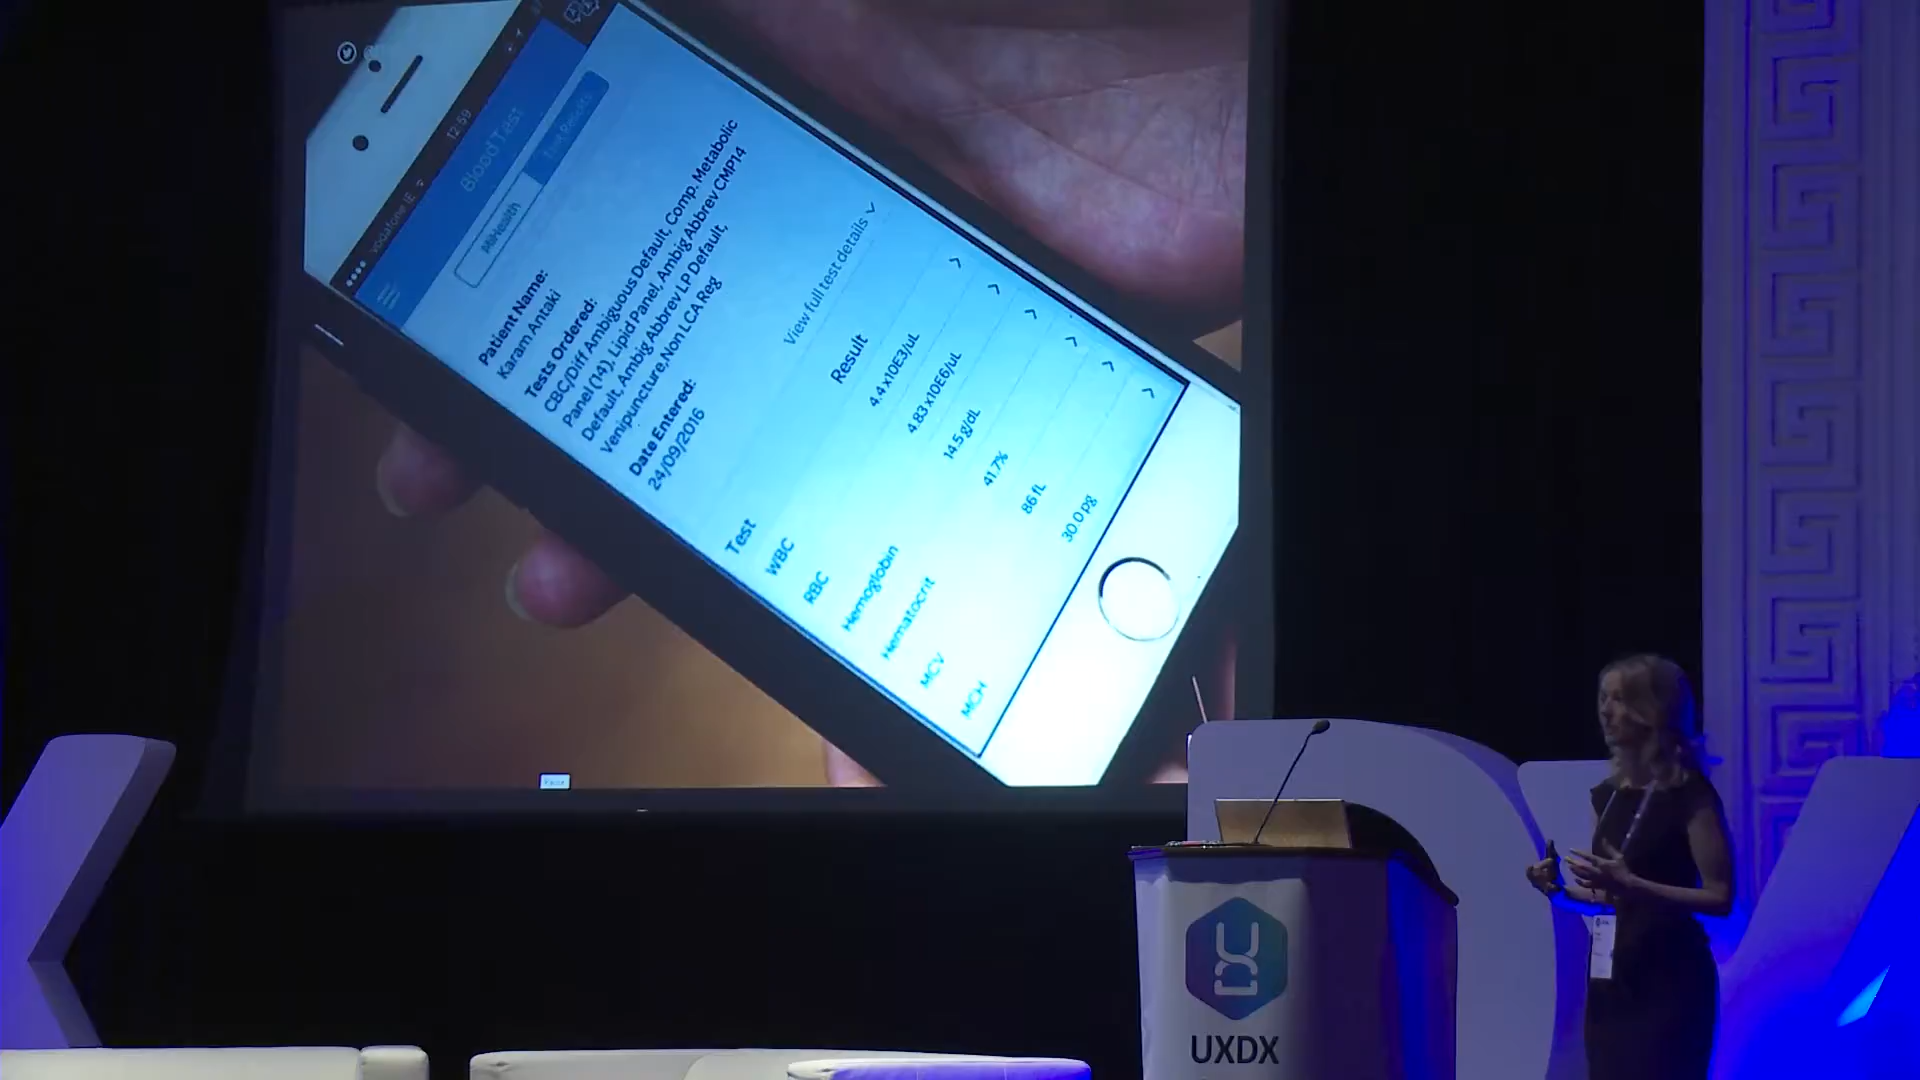 vodafone IE
12:59
Blood Test
MiHealth
Test Results
Patient Name:
Karam Antaki
Tests Ordered:
CBC/Diff Ambiguous Default, Comp. Metabolic
Panel (14), Lipid Panel, Ambig Abbrev CMP14
Default, Ambig Abbrev LP Default,
Venipuncture,Non LCA Reg
Date Entered:
24/09/2016
View full test details
Test Result
WBC 4.4 x10E3/uL
RBC 4.83 x10E6/uL
Hemoglobin 14.5 g/dL
Hematocrit 41.7%
MCV 86 fL
MCH 30.0 pg
UXDX